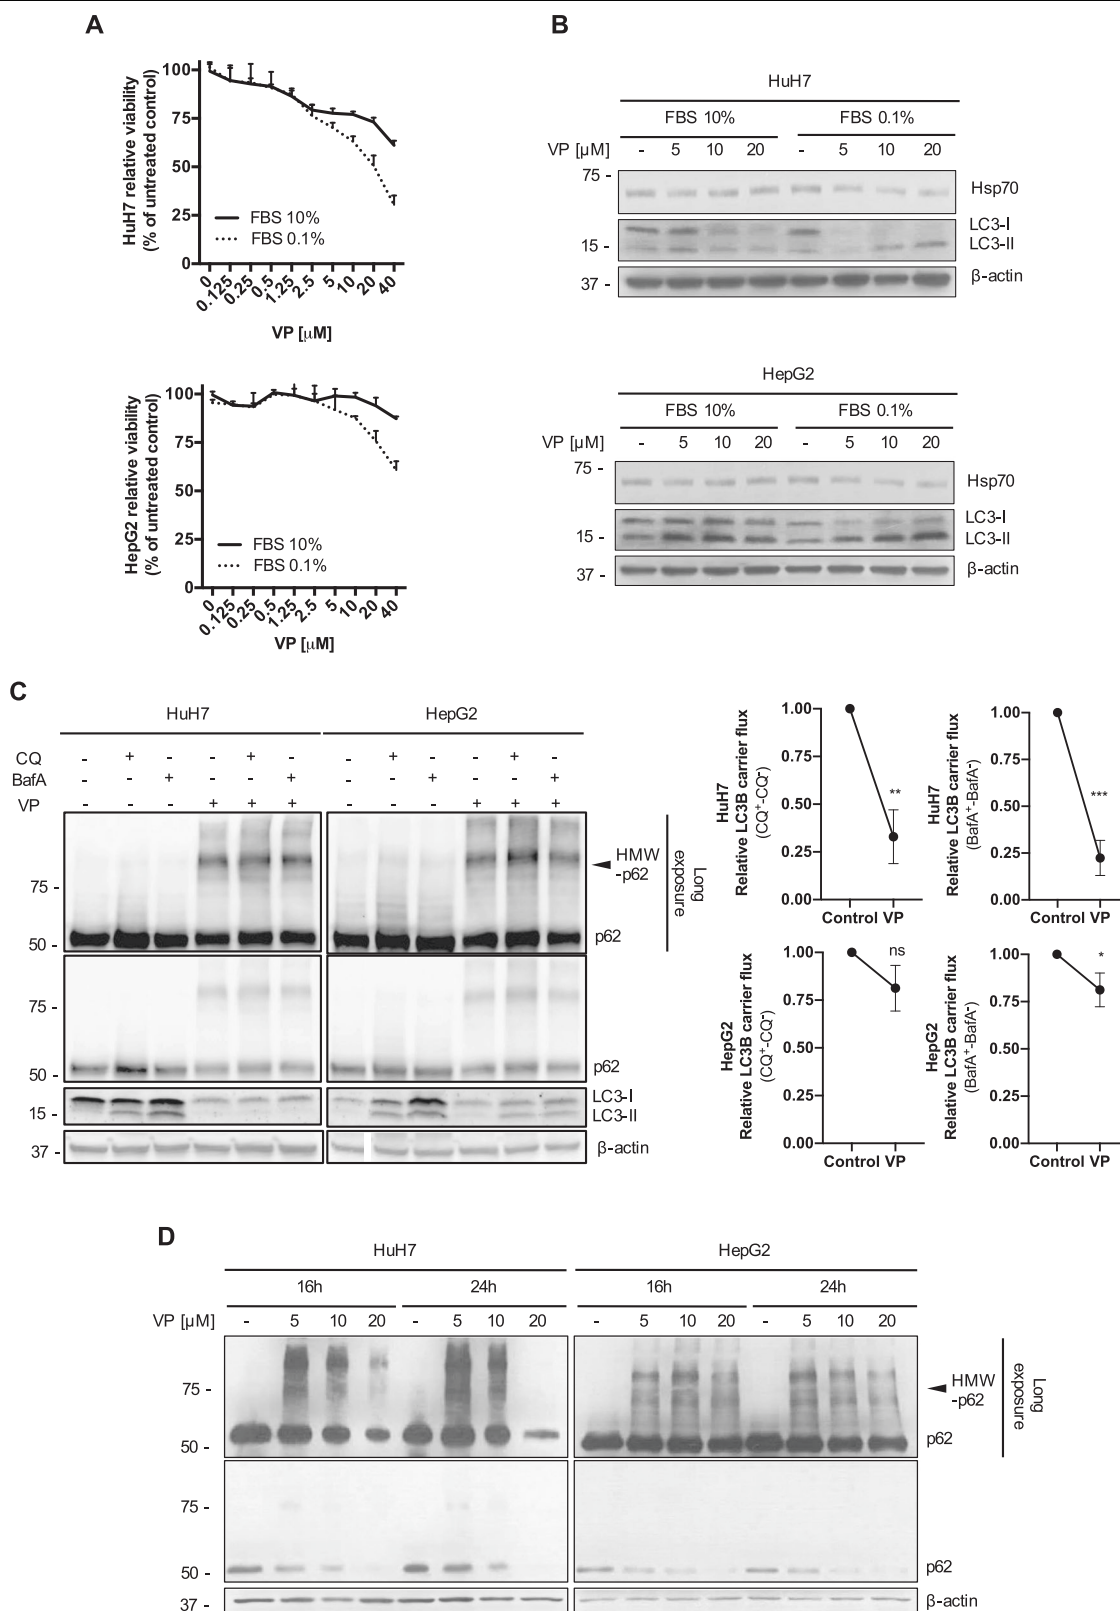 A
HuH7 relative viability
(% of untreated control)
100
75
50
25
0
FBS 10%
FBS 0.1%
0 0.125 0.25 0.5 1.25 2.5 5 10 20 40
VP [μM]
HepG2 relative viability
(% of untreated control)
100
75
50
25
0
FBS 10%
FBS 0.1%
0 0.125 0.25 0.5 1.25 2.5 5 10 20 40
VP [μM]
B
HuH7
FBS 10% FBS 0.1%
VP [μM] - 5 10 20 - 5 10 20
75 - Hsp70
LC3-I
15 - LC3-II
37 - β-actin
HepG2
FBS 10% FBS 0.1%
VP [μM] - 5 10 20 - 5 10 20
75 - Hsp70
LC3-I
15 - LC3-II
37 - β-actin
C
HuH7 HepG2
CQ - + - - + - - + - - + -
BafA - - + - - + - - + - - +
VP - - - + + + - - - + + +
HMW
-p62
75 -
50 - p62
Long
exposure
75 -
50 - p62
LC3-I
15 - LC3-II
37 - β-actin
HuH7
Relative LC3B carrier flux
(CQ⁺-CQ⁻)
1.00
0.75
0.50
0.25
0.00
**
Control VP
HuH7
Relative LC3B carrier flux
(BafA⁺-BafA⁻)
1.00
0.75
0.50
0.25
0.00
***
Control VP
HepG2
Relative LC3B carrier flux
(CQ⁺-CQ⁻)
1.00
0.75
0.50
0.25
0.00
ns
Control VP
HepG2
Relative LC3B carrier flux
(BafA⁺-BafA⁻)
1.00
0.75
0.50
0.25
0.00
*
Control VP
D
HuH7 HepG2
16h 24h 16h 24h
VP [μM] - 5 10 20 - 5 10 20 - 5 10 20 - 5 10 20
75 -
HMW
-p62
50 - p62
Long
exposure
75 -
50 - p62
37 - β-actin